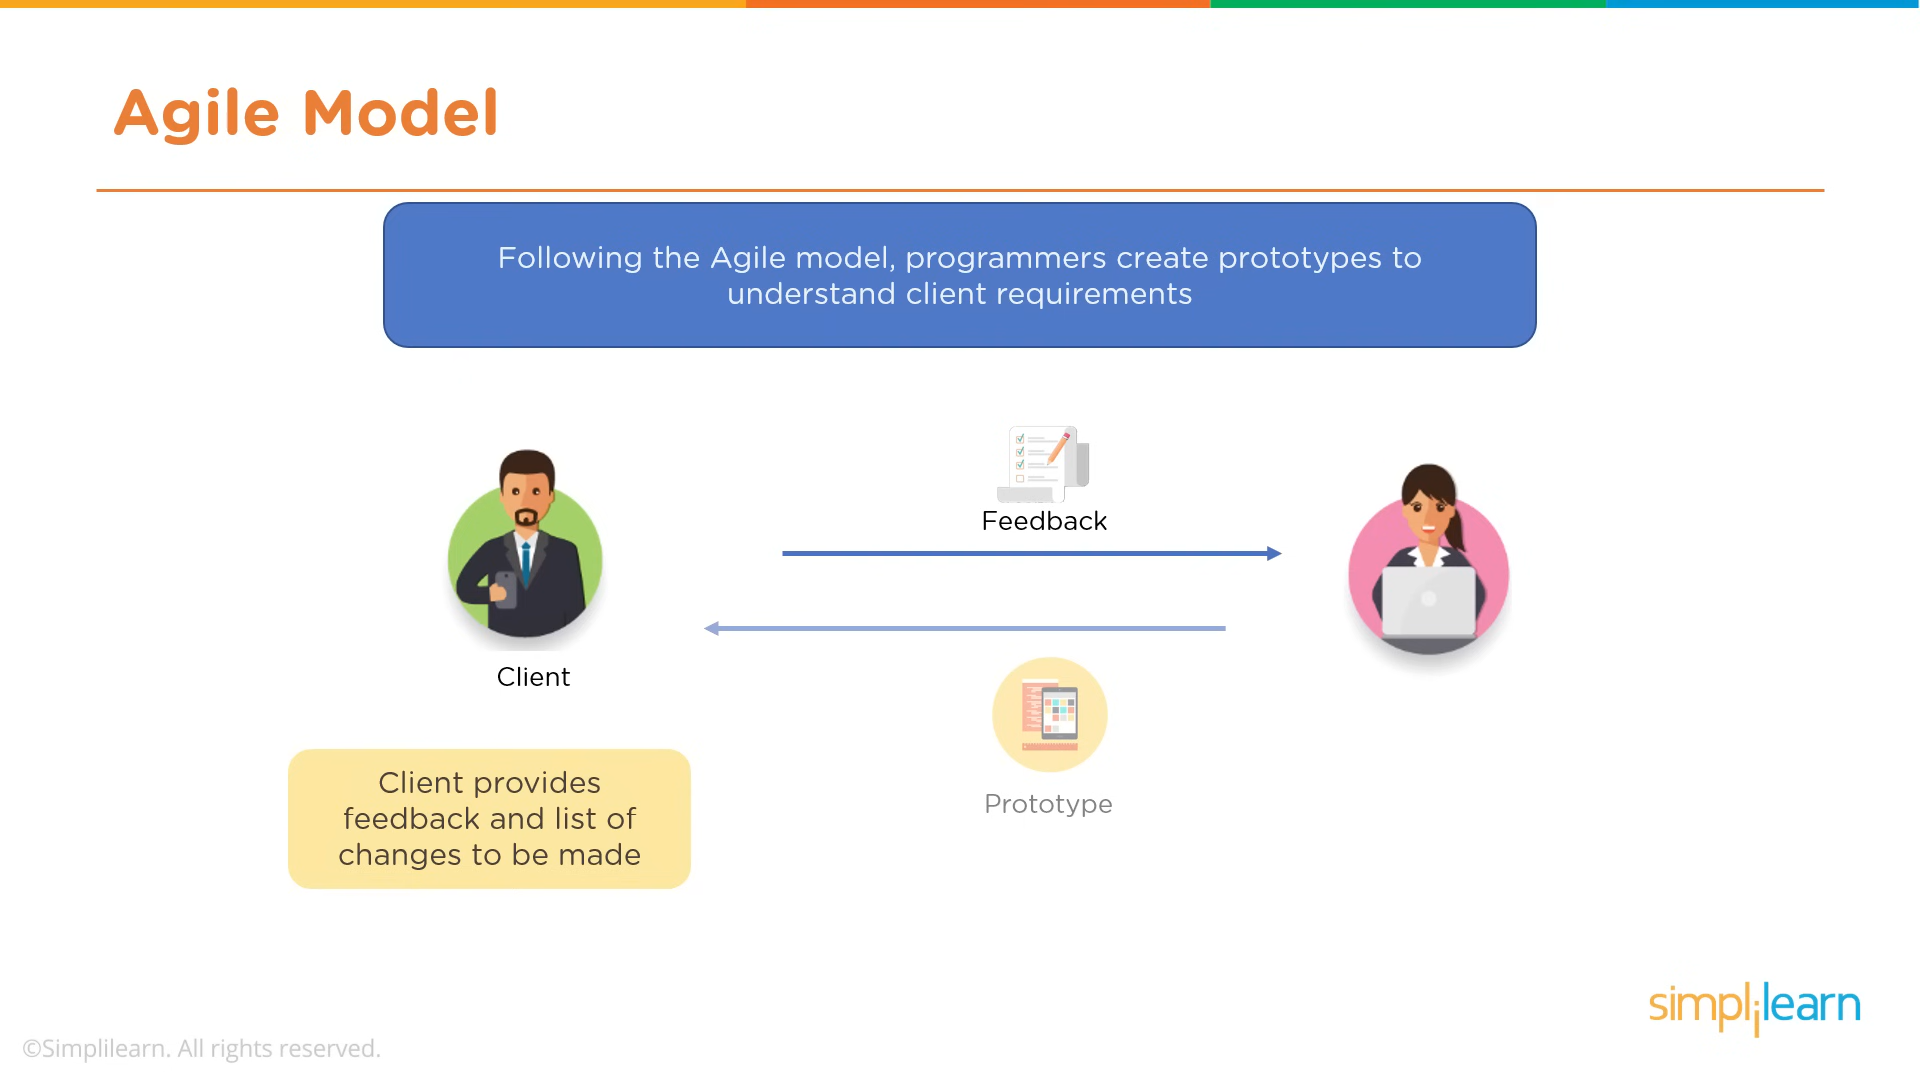 Agile Model
Following the Agile model, programmers create prototypes to
understand client requirements
Feedback
Client
Prototype
Client provides
feedback and list of
changes to be made
simplilearn
©Simplilearn. All rights reserved.